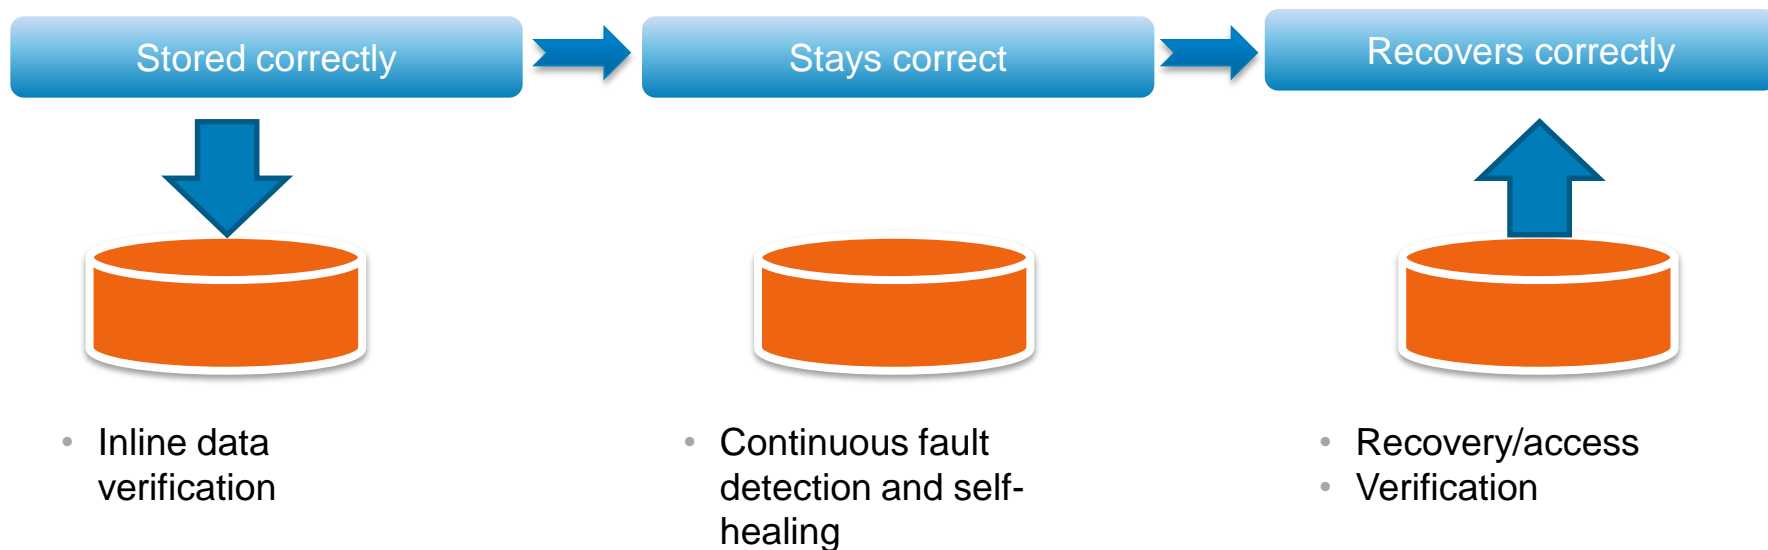 Stored correctly
Stays correct
Recovers correctly
• Inline data
verification
• Continuous fault
detection and self-
healing
• Recovery/access
• Verification